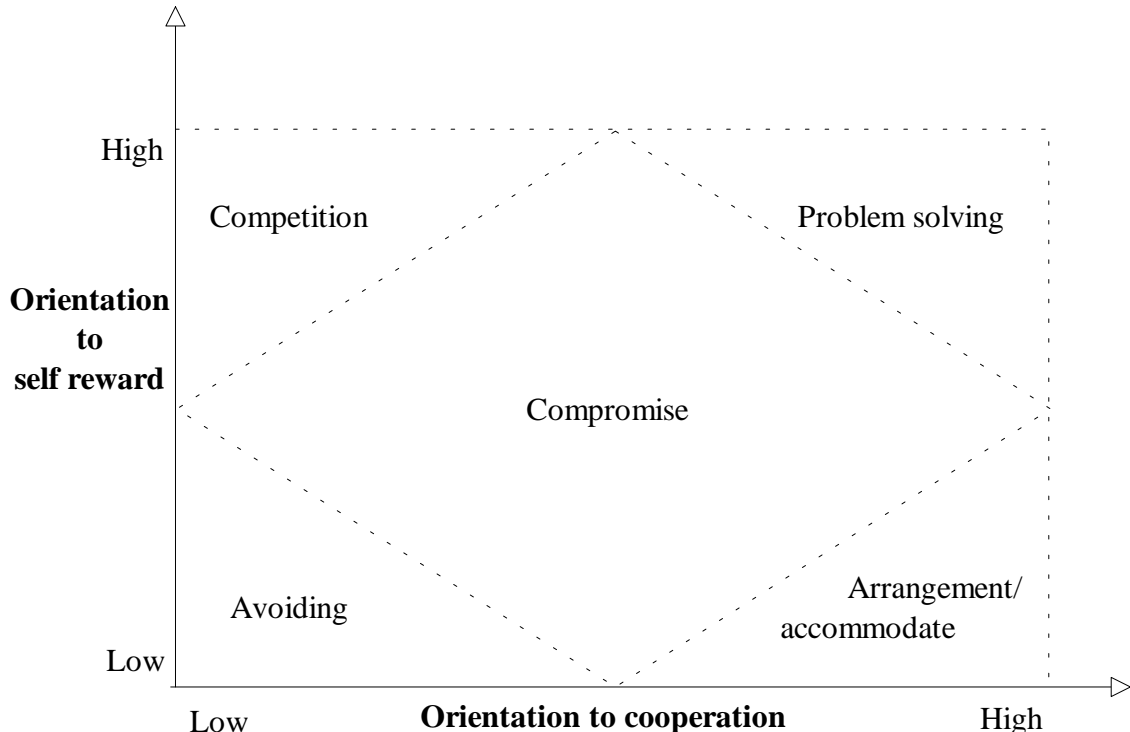 High
Competition
Problem solving
Orientation
to
self reward
Compromise
Avoiding
Arrangement/
accommodate
Low
Low
Orientation to cooperation
High